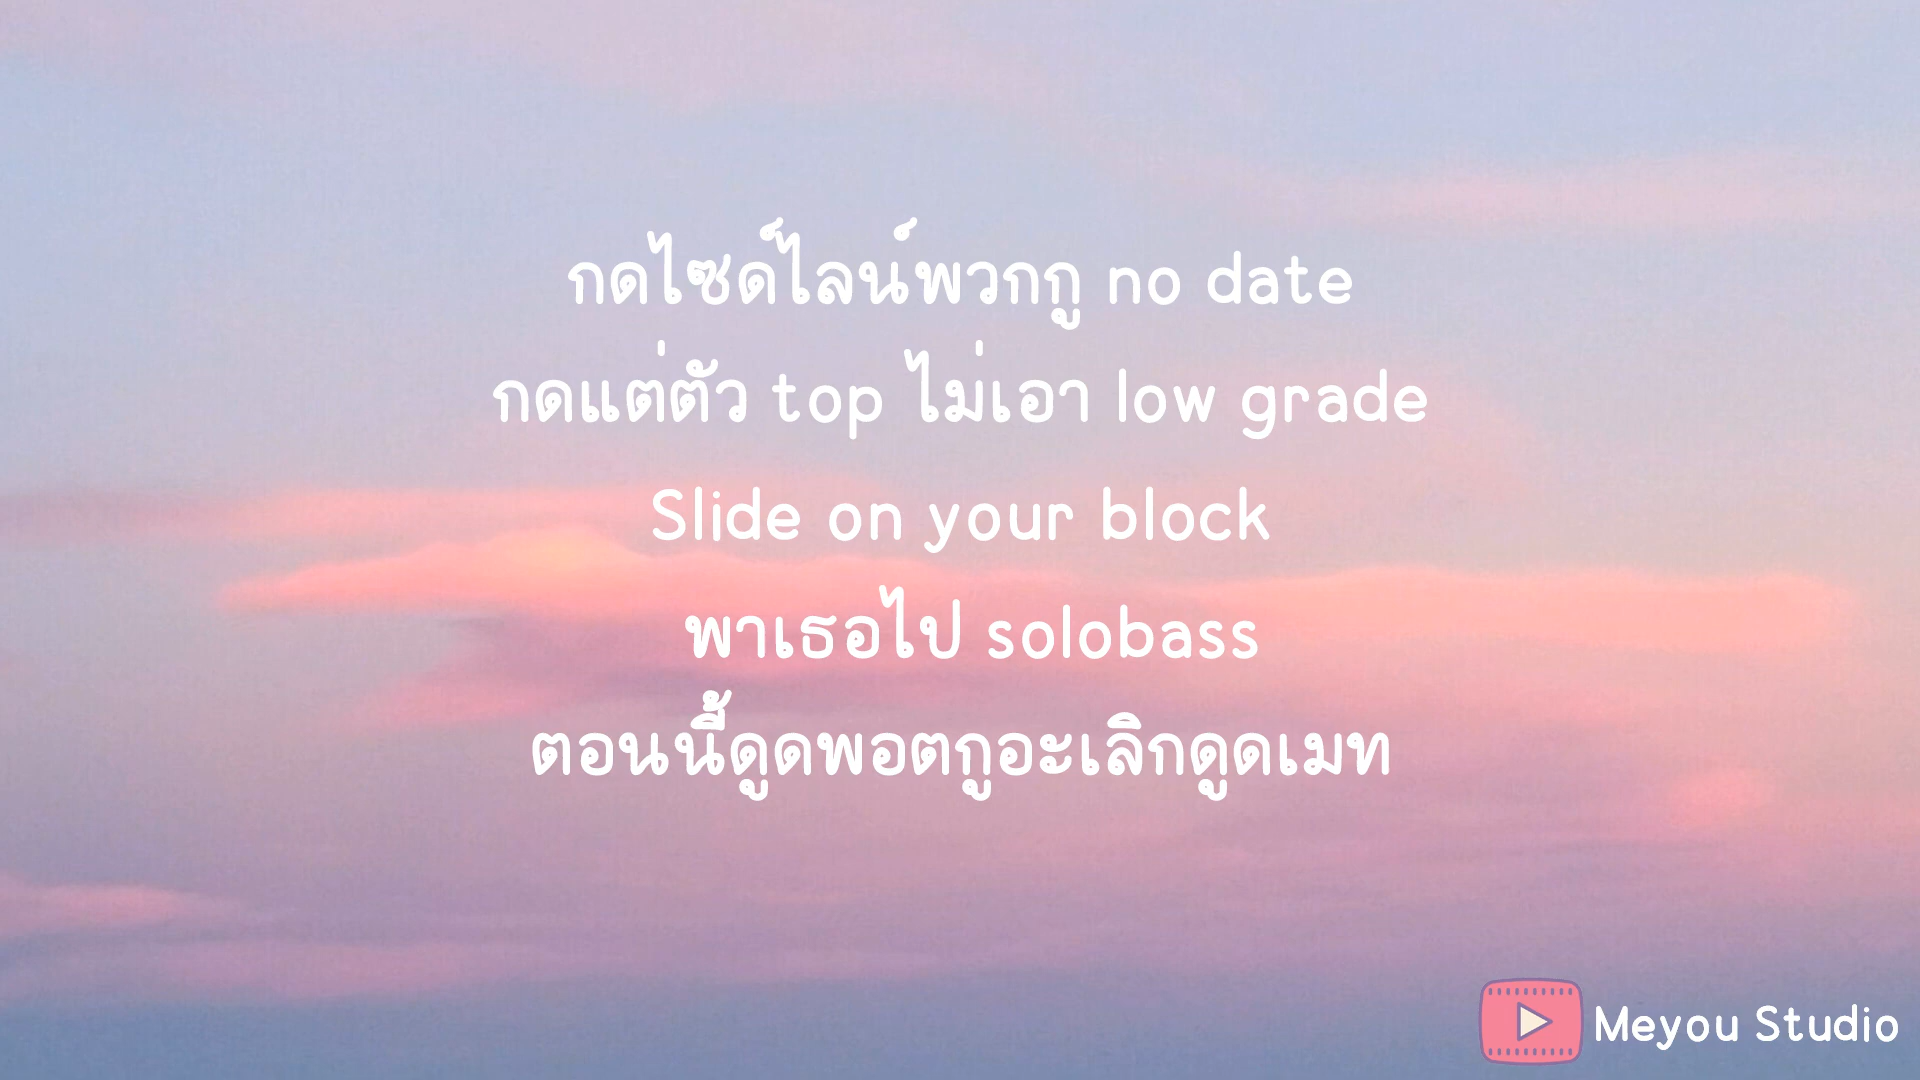 กดไซด์ไลน์พวกกู no date
กดแต่ตัว top ไม่เอา low grade
Slide on your block
พาเธอไป solobass
ตอนนี้ดูดพอตกูอะเลิกดูดเมท
Meyou Studio